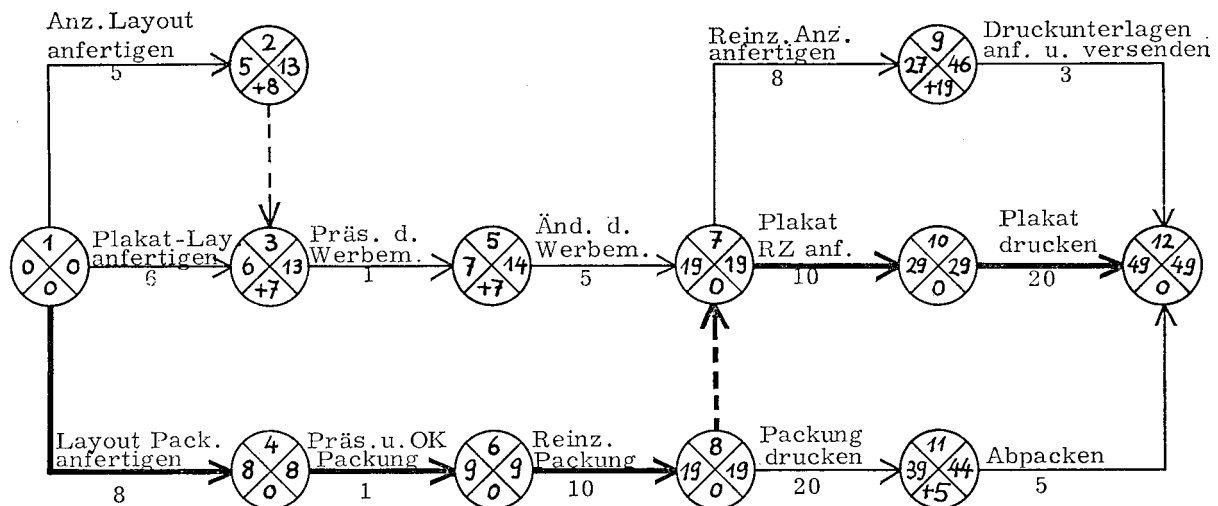 Anz. Layout
anfertigen
5
2
5 13
+8
Reinz. Anz.
anfertigen
8
9
27 46
+19
Druckunterlagen
anf. u. versenden
3
1
0 0
0
Plakat-Lay.
anfertigen
6
3
6 13
+7
Präs. d.
Werbem.
1
5
7 14
+7
Änd. d.
Werbem.
5
7
19 19
0
Plakat
RZ anf.
10
10
29 29
0
Plakat
drucken
20
12
49 49
0
Layout Pack.
anfertigen
8
4
8 8
0
Präs. u. OK
Packung
1
6
9 9
0
Reinz.
Packung
10
8
19 19
0
Packung
drucken
20
11
39 44
+5
Abpacken
5